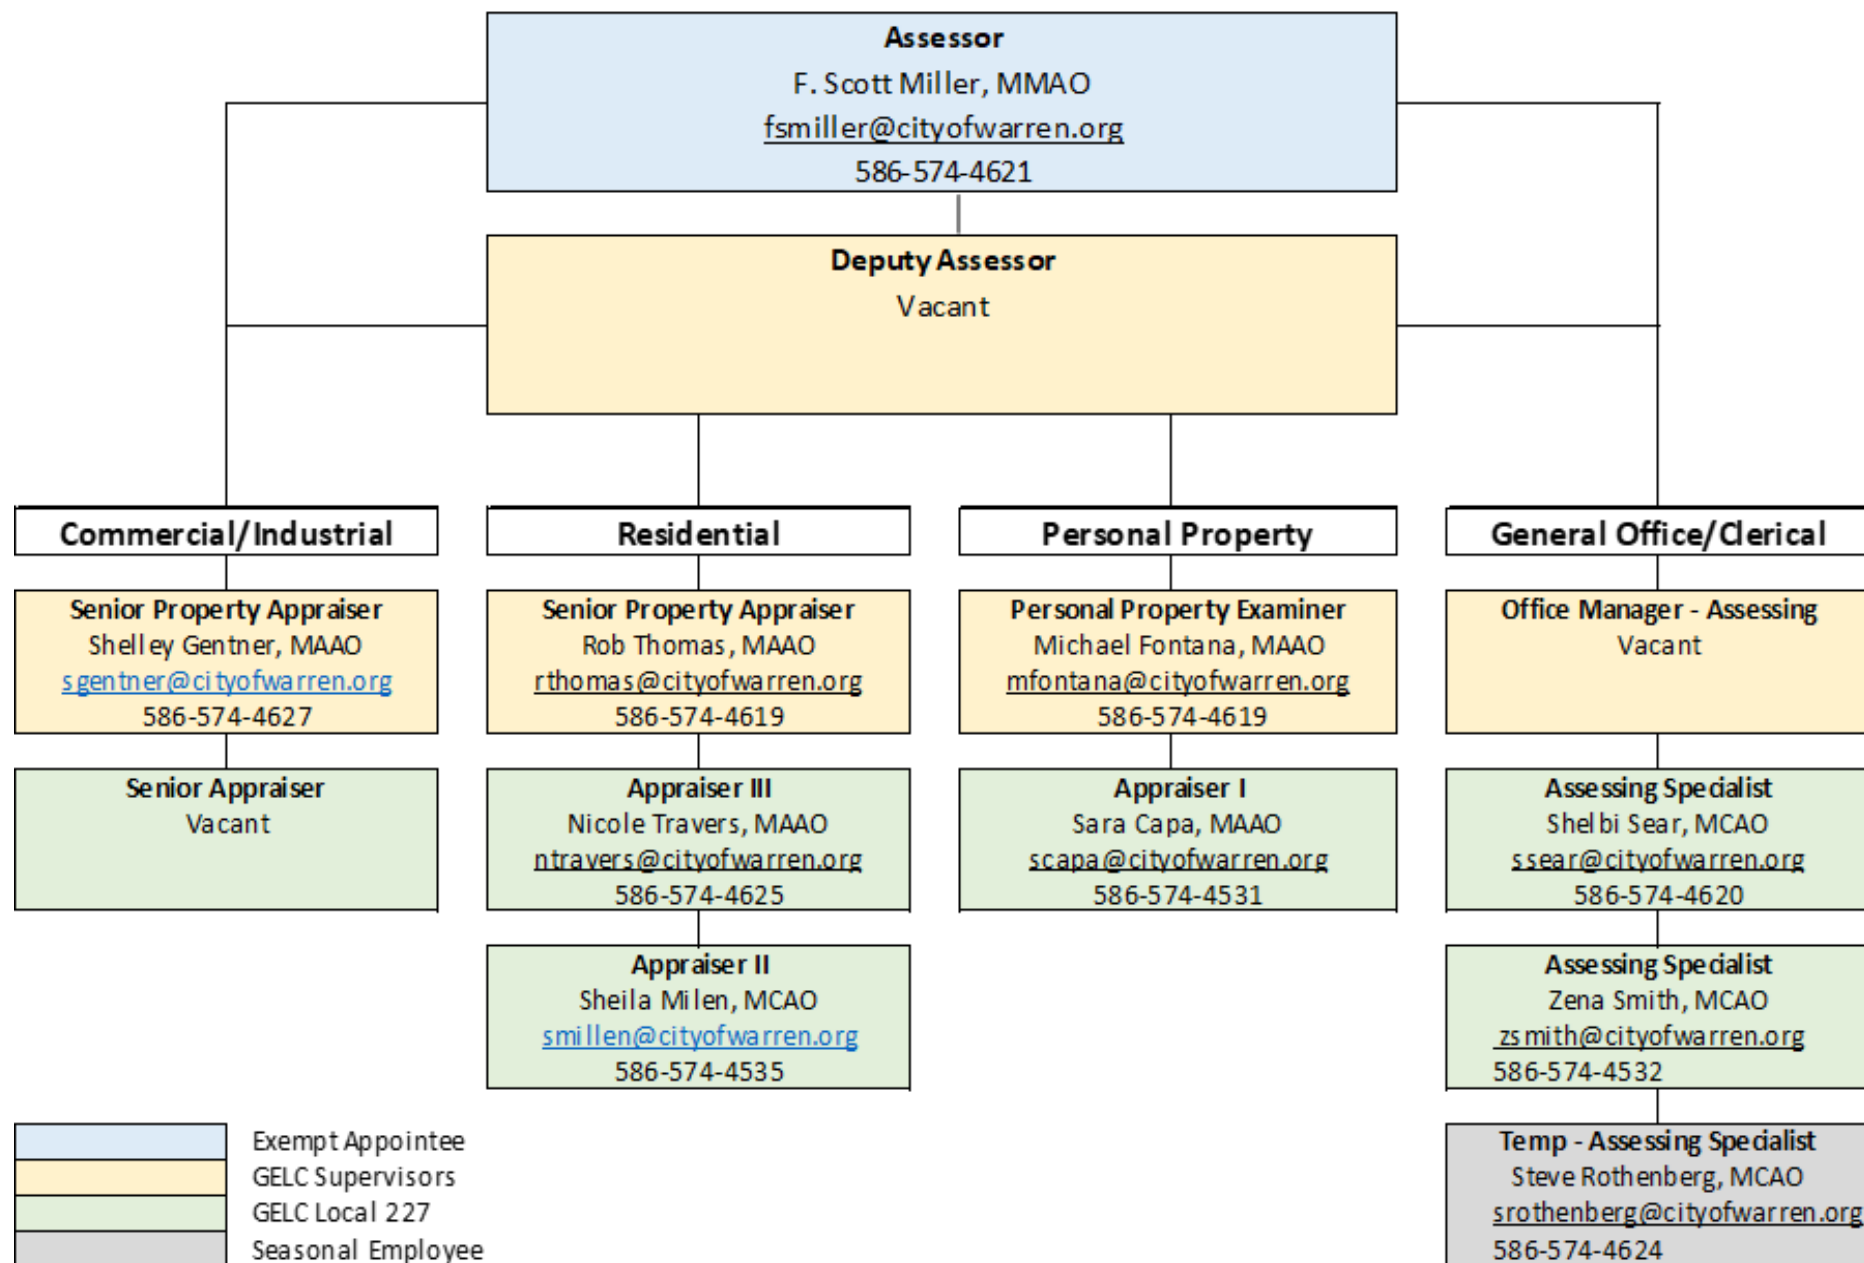 Assessor
F. Scott Miller, MMAO
fsmiller@cityofwarren.org
586-574-4621
Deputy Assessor
Vacant
Commercial/Industrial
Senior Property Appraiser
Shelley Gentner, MAAO
sgentner@cityofwarren.org
586-574-4627
Senior Appraiser
Vacant
Residential
Senior Property Appraiser
Rob Thomas, MAAO
rthomas@cityofwarren.org
586-574-4619
Appraiser III
Nicole Travers, MAAO
ntravers@cityofwarren.org
586-574-4625
Appraiser II
Sheila Milen, MCAO
smillen@cityofwarren.org
586-574-4535
Personal Property
Personal Property Examiner
Michael Fontana, MAAO
mfontana@cityofwarren.org
586-574-4619
Appraiser I
Sara Capa, MAAO
scapa@cityofwarren.org
586-574-4531
General Office/Clerical
Office Manager - Assessing
Vacant
Assessing Specialist
Shelbi Sear, MCAO
ssear@cityofwarren.org
586-574-4620
Assessing Specialist
Zena Smith, MCAO
zsmith@cityofwarren.org
586-574-4532
Temp - Assessing Specialist
Steve Rothenberg, MCAO
srothenberg@cityofwarren.org
586-574-4624
Exempt Appointee
GELC Supervisors
GELC Local 227
Seasonal Employee